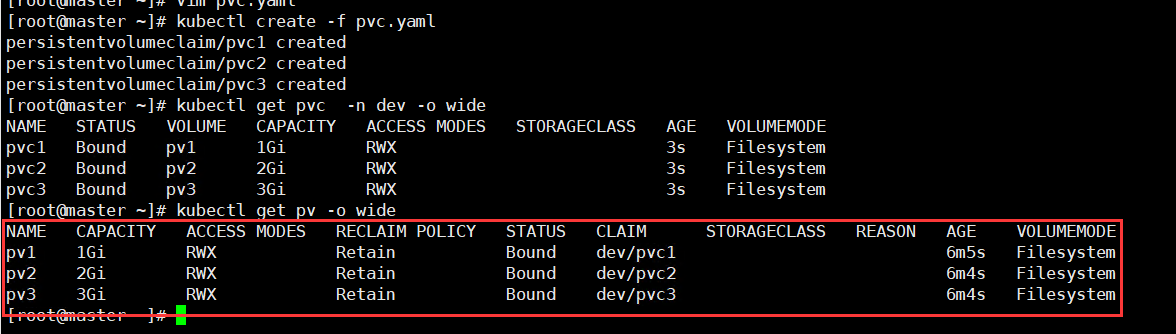 [root@master ~]# vim pvc.yaml
[root@master ~]# kubectl create -f pvc.yaml
persistentvolumeclaim/pvc1 created
persistentvolumeclaim/pvc2 created
persistentvolumeclaim/pvc3 created
[root@master ~]# kubectl get pvc  -n dev -o wide
NAME   STATUS   VOLUME   CAPACITY   ACCESS MODES   STORAGECLASS   AGE   VOLUMEMODE
pvc1   Bound    pv1      1Gi        RWX                           3s    Filesystem
pvc2   Bound    pv2      2Gi        RWX                           3s    Filesystem
pvc3   Bound    pv3      3Gi        RWX                           3s    Filesystem
[root@master ~]# kubectl get pv -o wide
NAME   CAPACITY   ACCESS MODES   RECLAIM POLICY   STATUS   CLAIM      STORAGECLASS   REASON   AGE    VOLUMEMODE
pv1    1Gi        RWX            Retain           Bound    dev/pvc1                           6m5s   Filesystem
pv2    2Gi        RWX            Retain           Bound    dev/pvc2                           6m4s   Filesystem
pv3    3Gi        RWX            Retain           Bound    dev/pvc3                           6m4s   Filesystem
[root@master ~]#